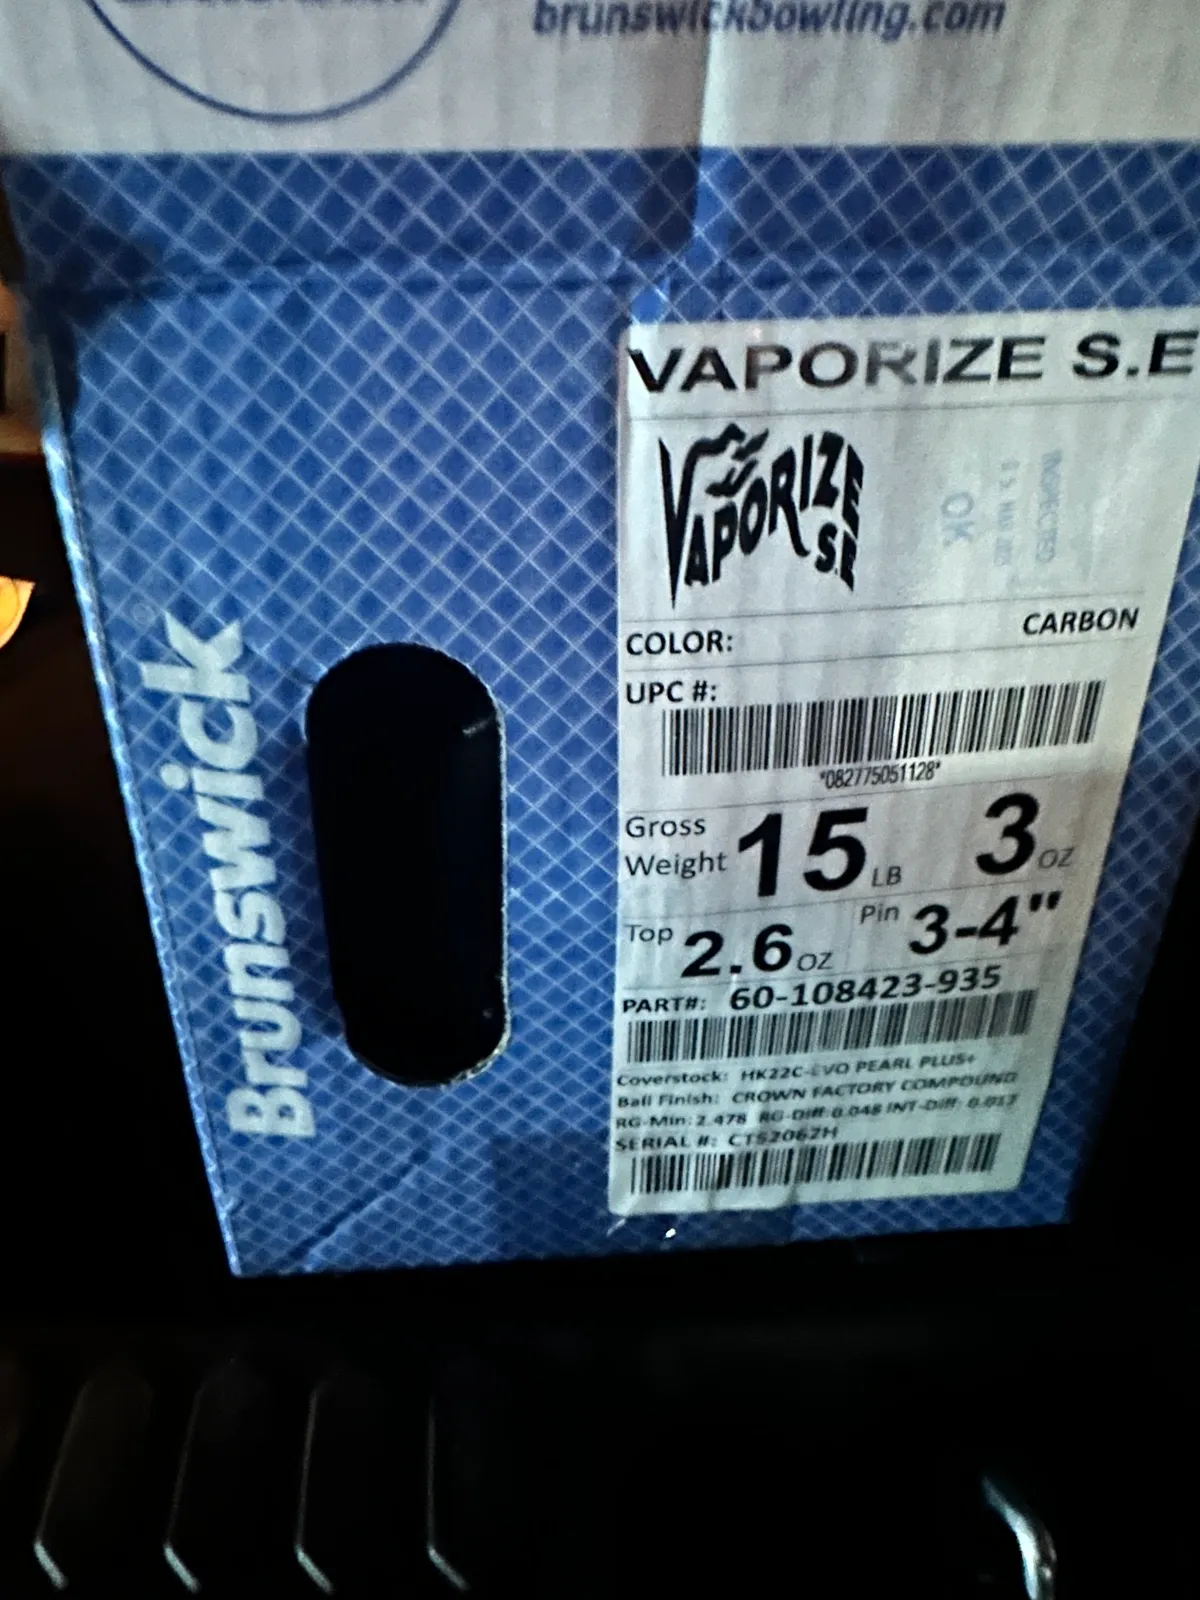 brunswickbowling.com
Brunswick
VAPORIZE S.E
VAPORIZE
S.E
INSPECTED
OK
COLOR: CARBON
UPC #:
*082775051128*
Gross Weight 15 LB 3 OZ
Top 2.6 OZ Pin 3-4"
PART#: 60-108423-935
Coverstock: HK22C-EVO PEARL PLUS+
Ball Finish: CROWN FACTORY COMPOUND
RG-Min: 2.478 RG-Diff: 0.048 INT-Diff: 0.017
SERIAL #: CTS2062H